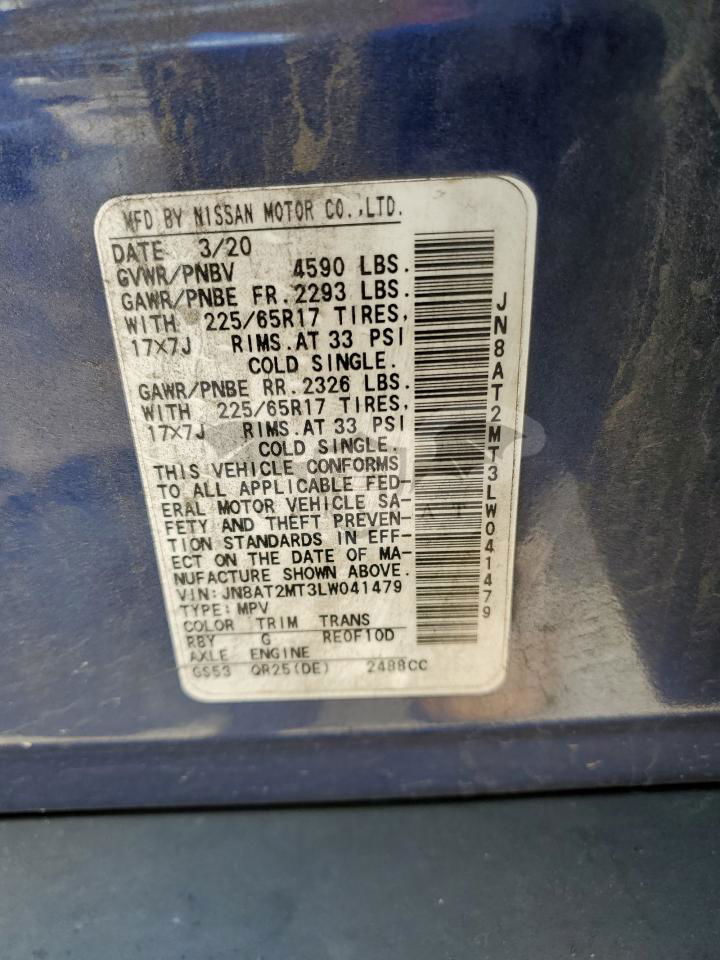 MFD BY NISSAN MOTOR CO.,LTD.
DATE 3/20
GVWR/PNBV 4590 LBS.
GAWR/PNBE FR. 2293 LBS.
WITH 225/65R17 TIRES,
17X7J RIMS.AT 33 PSI
COLD SINGLE.
GAWR/PNBE RR. 2326 LBS.
WITH 225/65R17 TIRES,
17X7J RIMS.AT 33 PSI
COLD SINGLE.
THIS VEHICLE CONFORMS
TO ALL APPLICABLE FED-
ERAL MOTOR VEHICLE SA-
FETY AND THEFT PREVEN-
TION STANDARDS IN EFF-
ECT ON THE DATE OF MA-
NUFACTURE SHOWN ABOVE.
VIN: JN8AT2MT3LW041479
TYPE: MPV
COLOR TRIM TRANS
RBY G RE0F10D
AXLE ENGINE
GS53 QR25(DE) 2488CC
JN8AT2MT3LW041479